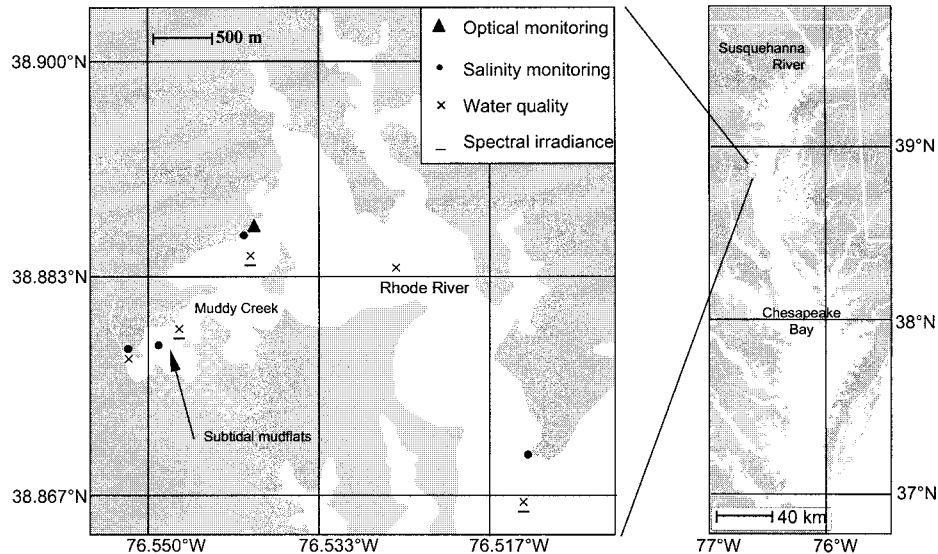 500 m
Optical monitoring
Salinity monitoring
Water quality
Spectral irradiance
38.900°N
38.883°N
38.867°N
76.550°W
76.533°W
76.517°W
Muddy Creek
Rhode River
Subtidal mudflats
Susquehanna
River
Chesapeake
Bay
39°N
38°N
37°N
40 km
77°W
76°W